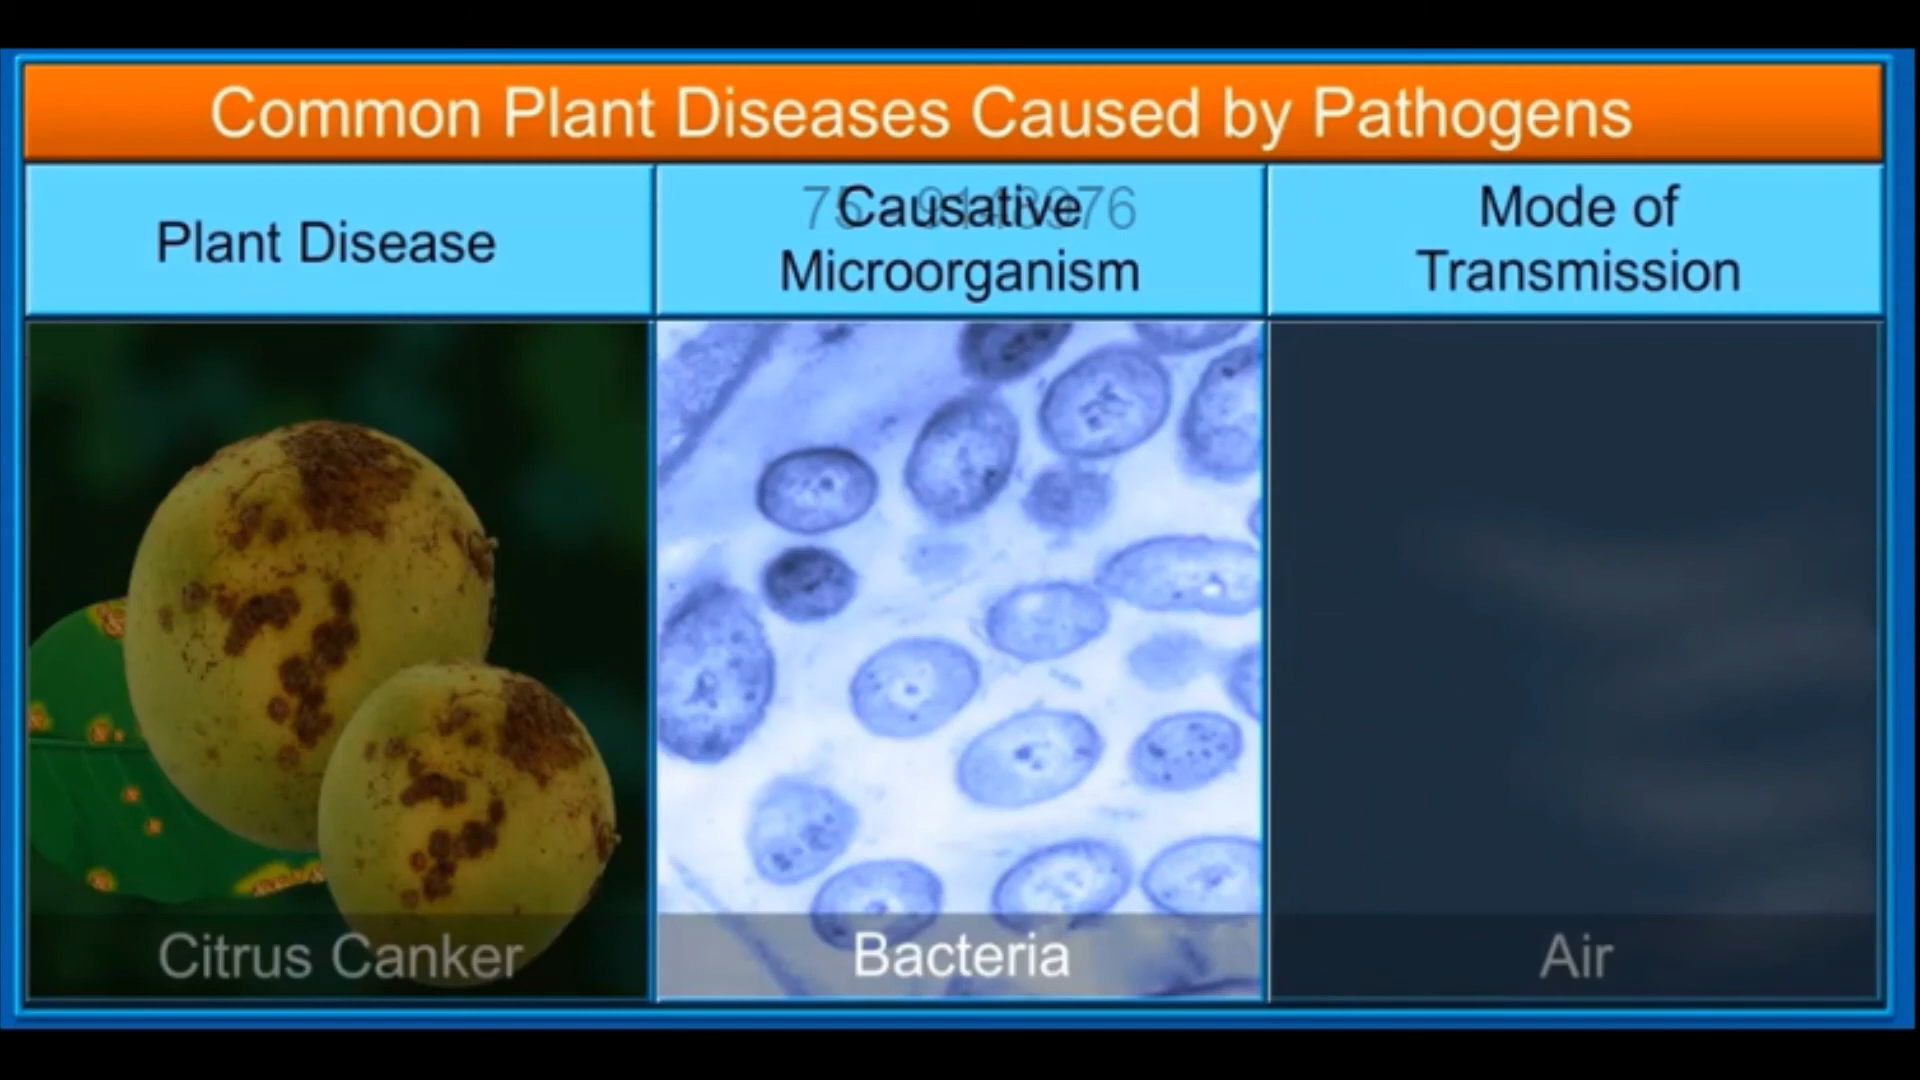 Common Plant Diseases Caused by Pathogens
Plant Disease
Causative
Microorganism
Mode of
Transmission
Citrus Canker
Bacteria
Air